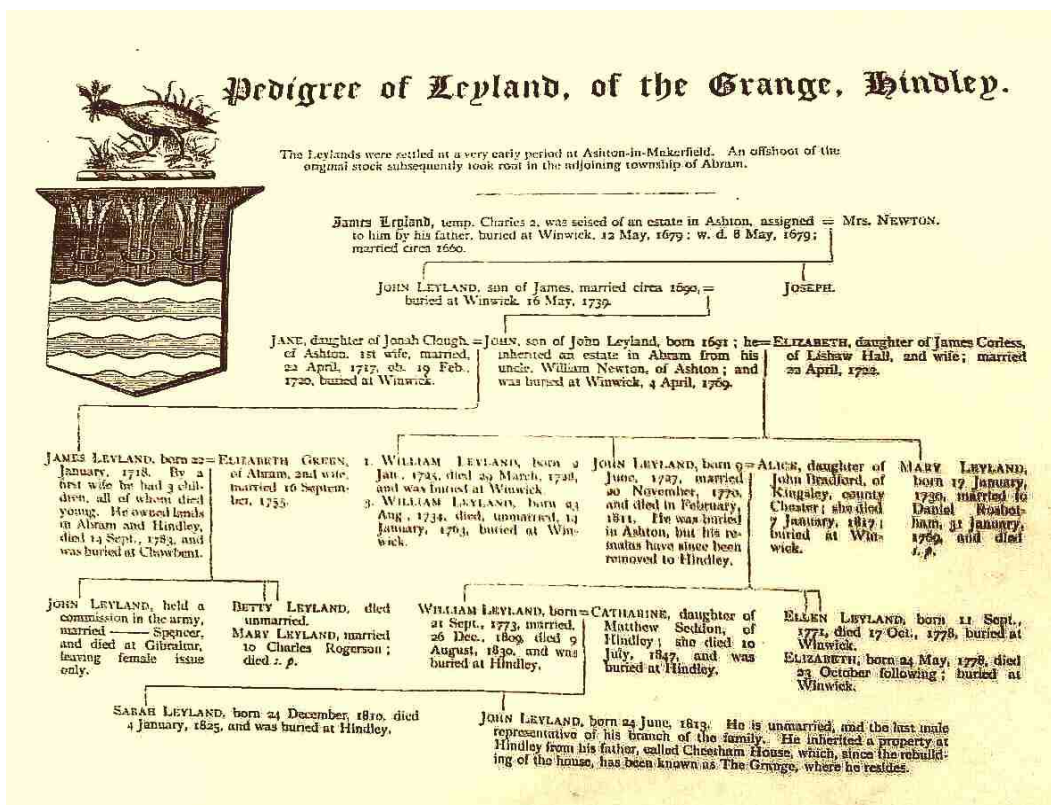 Pedigree of Leyland, of the Grange, Hindley.
The Leylands were settled at a very early period at Ashton-in-Makerfield. An offshoot of the
original stock subsequently took root in the adjoining township of Abram.
James Leyland, temp. Charles 2, was seised of an estate in Ashton, assigned = Mrs. NEWTON.
to him by his father, buried at Winwick, 12 May, 1679; w. d. 8 May, 1679;
married circa 1660.
JOHN LEYLAND, son of James, married circa 1690, =
buried at Winwick 16 May, 1739.
JOSEPH.
JANE, daughter of Jonah Clough =
of Ashton, 1st wife, married,
22 April, 1717, ob. 19 Feb.,
1720, buried at Winwick.
JOHN, son of John Leyland, born 1691; he =
inherited an estate in Abram from his
uncle, William Newton, of Ashton; and
was buried at Winwick, 4 April, 1769.
ELIZABETH, daughter of James Corless,
of Lishaw Hall, and wife; married
22 April, 1722.
JAMES LEYLAND, born 22 =
January, 1718. By a
first wife he had 3 chil-
dren, all of whom died
young. He owned lands
in Abram and Hindley,
died 14 Sept., 1783, and
was buried at Chowbent.
ELIZABETH GREEN,
of Abram, 2nd wife,
married 16 Septem-
ber, 1755.
1. WILLIAM LEYLAND, born
Jan., 1725, died 29 March, 1728,
and was buried at Winwick
3. WILLIAM LEYLAND, born 23
Aug., 1734, died, unmarried, 14
January, 1763, buried at Win-
wick.
JOHN LEYLAND, born 9 =
June, 1727, married
20 November, 1770,
and died in February,
1811. He was buried
in Ashton, but his re-
mains have since been
removed to Hindley.
ALICE, daughter of
John Bradford, of
Kingsley, county
Chester; she died
7 January, 1817;
buried at Win-
wick.
MARY LEYLAND,
born 17 January,
1730, married to
Daniel Rosbot-
ham, 31 January,
1769, and died
s. p.
JOHN LEYLAND, held a
commission in the army,
married —— Spencer,
and died at Gibraltar,
leaving female issue
only.
BETTY LEYLAND, died
unmarried.
MARY LEYLAND, married
to Charles Rogerson;
died s. p.
WILLIAM LEYLAND, born =
21 Sept., 1773, married,
26 Dec., 1809, died 9
August, 1830, and was
buried at Hindley.
CATHARINE, daughter of
Matthew Seddon, of
Hindley; she died 10
July, 1847, and was
buried at Hindley.
ELLEN LEYLAND, born 11 Sept.,
1771, died 17 Oct., 1778, buried at
Winwick.
ELIZABETH, born 24 May, 1778, died
23 October following; buried at
Winwick.
SARAH LEYLAND, born 24 December, 1810, died
4 January, 1825, and was buried at Hindley.
JOHN LEYLAND, born 24 June, 1813. He is unmarried, and the last male
representative of his branch of the family. He inherited a property at
Hindley from his father, called Cheesham House, which, since the rebuild-
ing of the house, has been known as The Grange, where he resides.